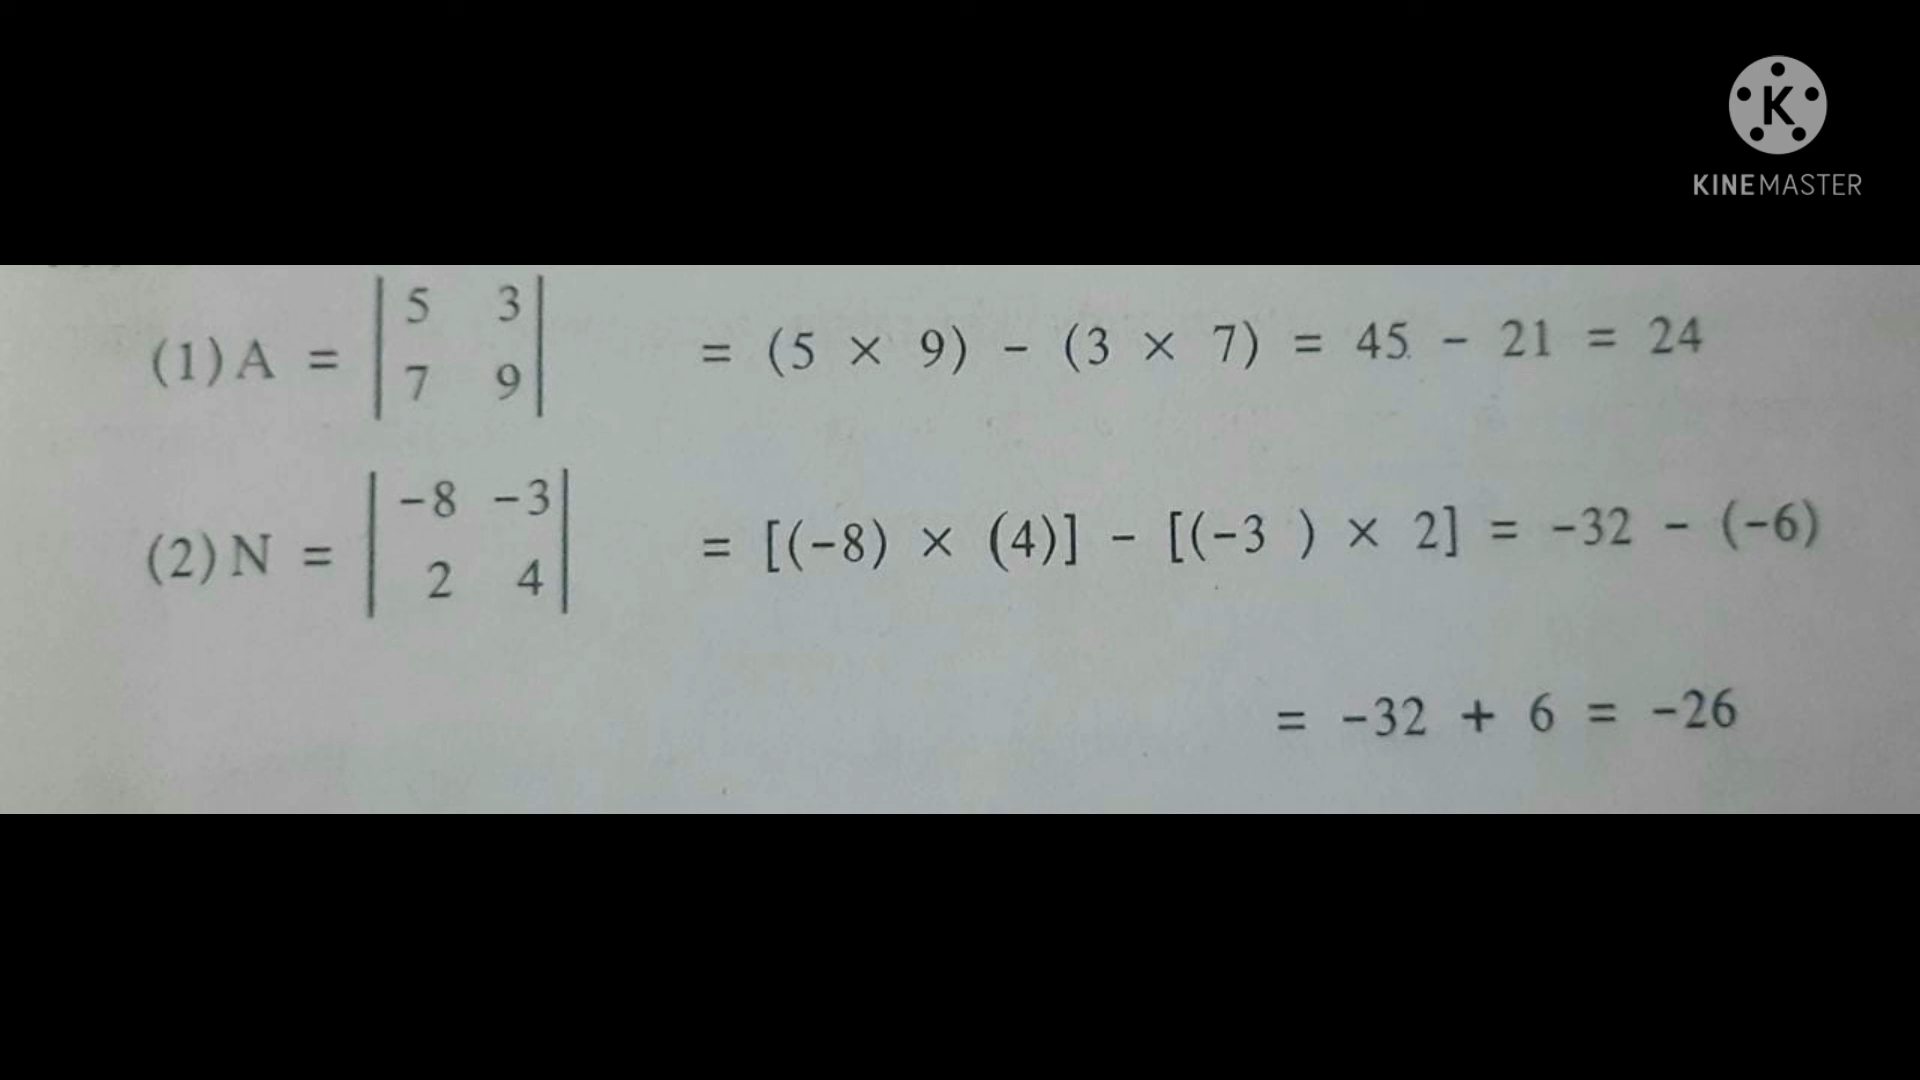 K
KINEMASTER
(1) A = | 5 3 | = (5 × 9) - (3 × 7) = 45 - 21 = 24
| 7 9 |
(2) N = | -8 -3 | = [(-8) × (4)] - [(-3 ) × 2] = -32 - (-6)
| 2 4 |
= -32 + 6 = -26